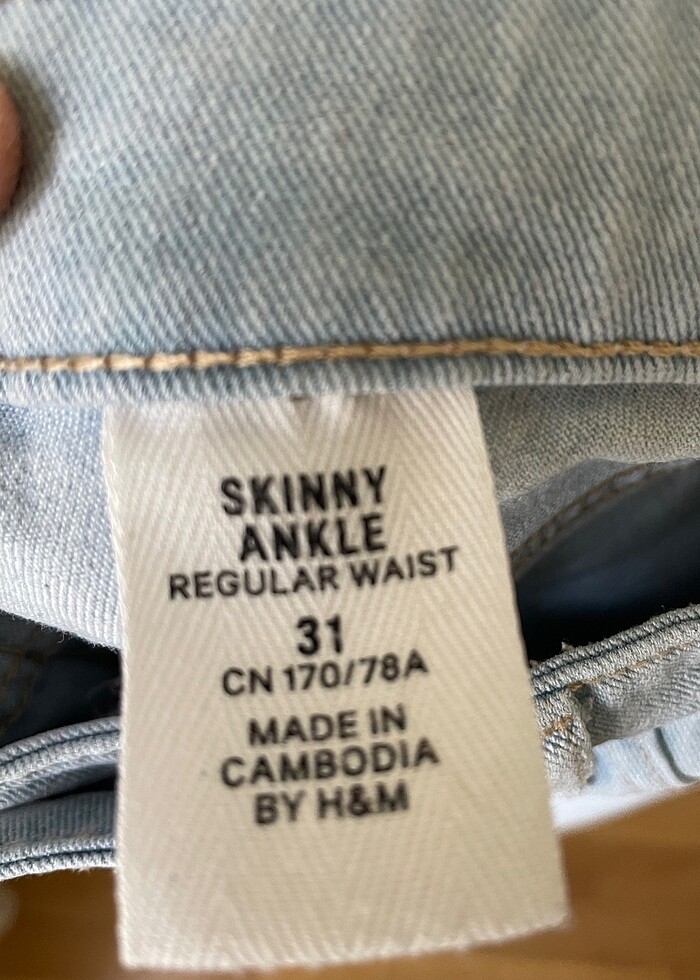 SKINNY
ANKLE
REGULAR WAIST
31
CN 170/78A
MADE IN
CAMBODIA
BY H&M